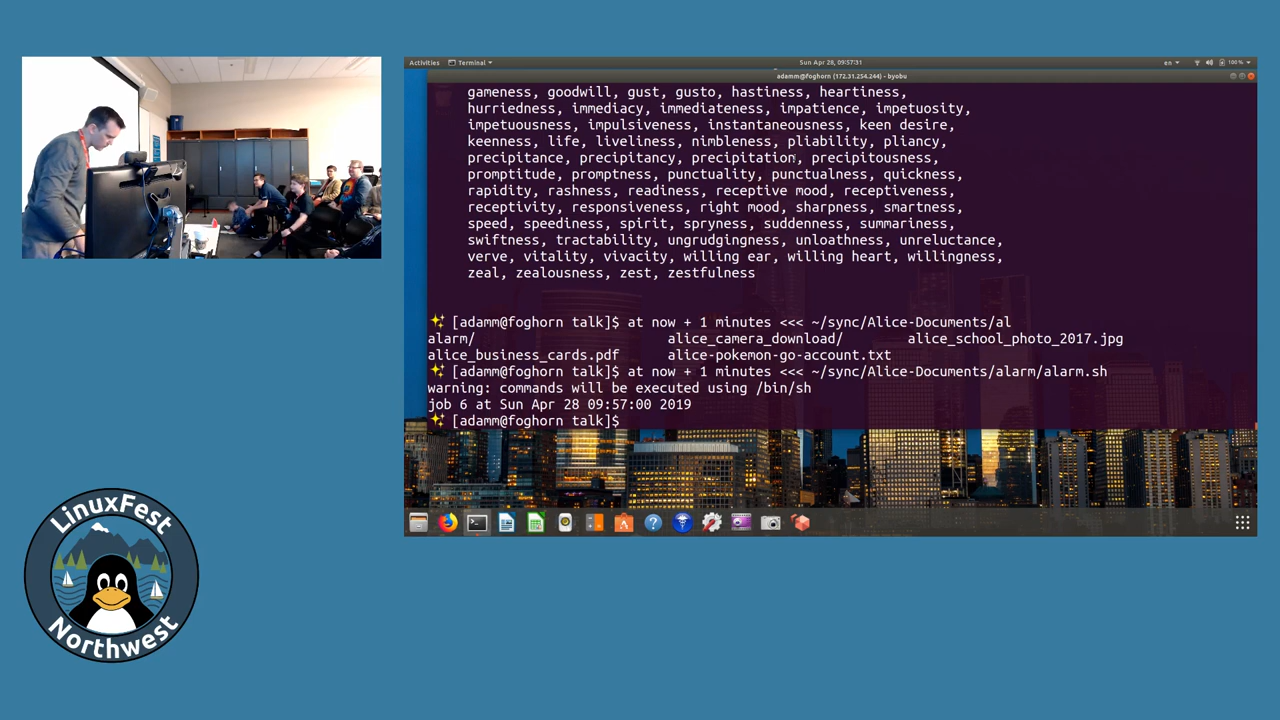 Activities
Terminal
Sun Apr 28, 09:57:31
en
100 %
adamm@foghorn (172.31.254.244) - byobu
gameness, goodwill, gust, gusto, hastiness, heartiness,
hurriedness, immediacy, immediateness, impatience, impetuosity,
impetuousness, impulsiveness, instantaneousness, keen desire,
keenness, life, liveliness, nimbleness, pliability, pliancy,
precipitance, precipitancy, precipitation, precipitousness,
promptitude, promptness, punctuality, punctualness, quickness,
rapidity, rashness, readiness, receptive mood, receptiveness,
receptivity, responsiveness, right mood, sharpness, smartness,
speed, speediness, spirit, spryness, suddenness, summariness,
swiftness, tractability, ungrudgingness, unloathness, unreluctance,
verve, vitality, vivacity, willing ear, willing heart, willingness,
zeal, zealousness, zest, zestfulness
[adamm@foghorn talk]$ at now + 1 minutes <<< ~/sync/Alice-Documents/al
alarm/ alice_camera_download/ alice_school_photo_2017.jpg
alice_business_cards.pdf alice-pokemon-go-account.txt
[adamm@foghorn talk]$ at now + 1 minutes <<< ~/sync/Alice-Documents/alarm/alarm.sh
warning: commands will be executed using /bin/sh
job 6 at Sun Apr 28 09:57:00 2019
[adamm@foghorn talk]$
LinuxFest
Northwest